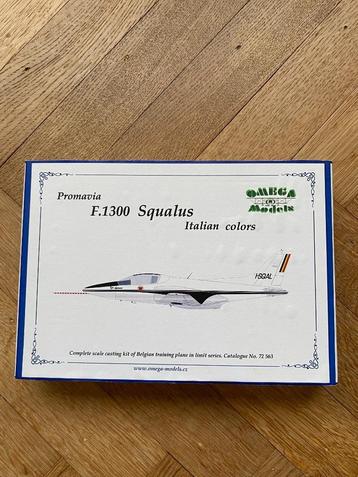 Promavia
F.1300 Squalus
Italian colors
OMEGA
Models
I-SQAL
Complete scale casting kit of Belgian training plane in limit series. Catalogue No. 72 563
www.omega-models.cz